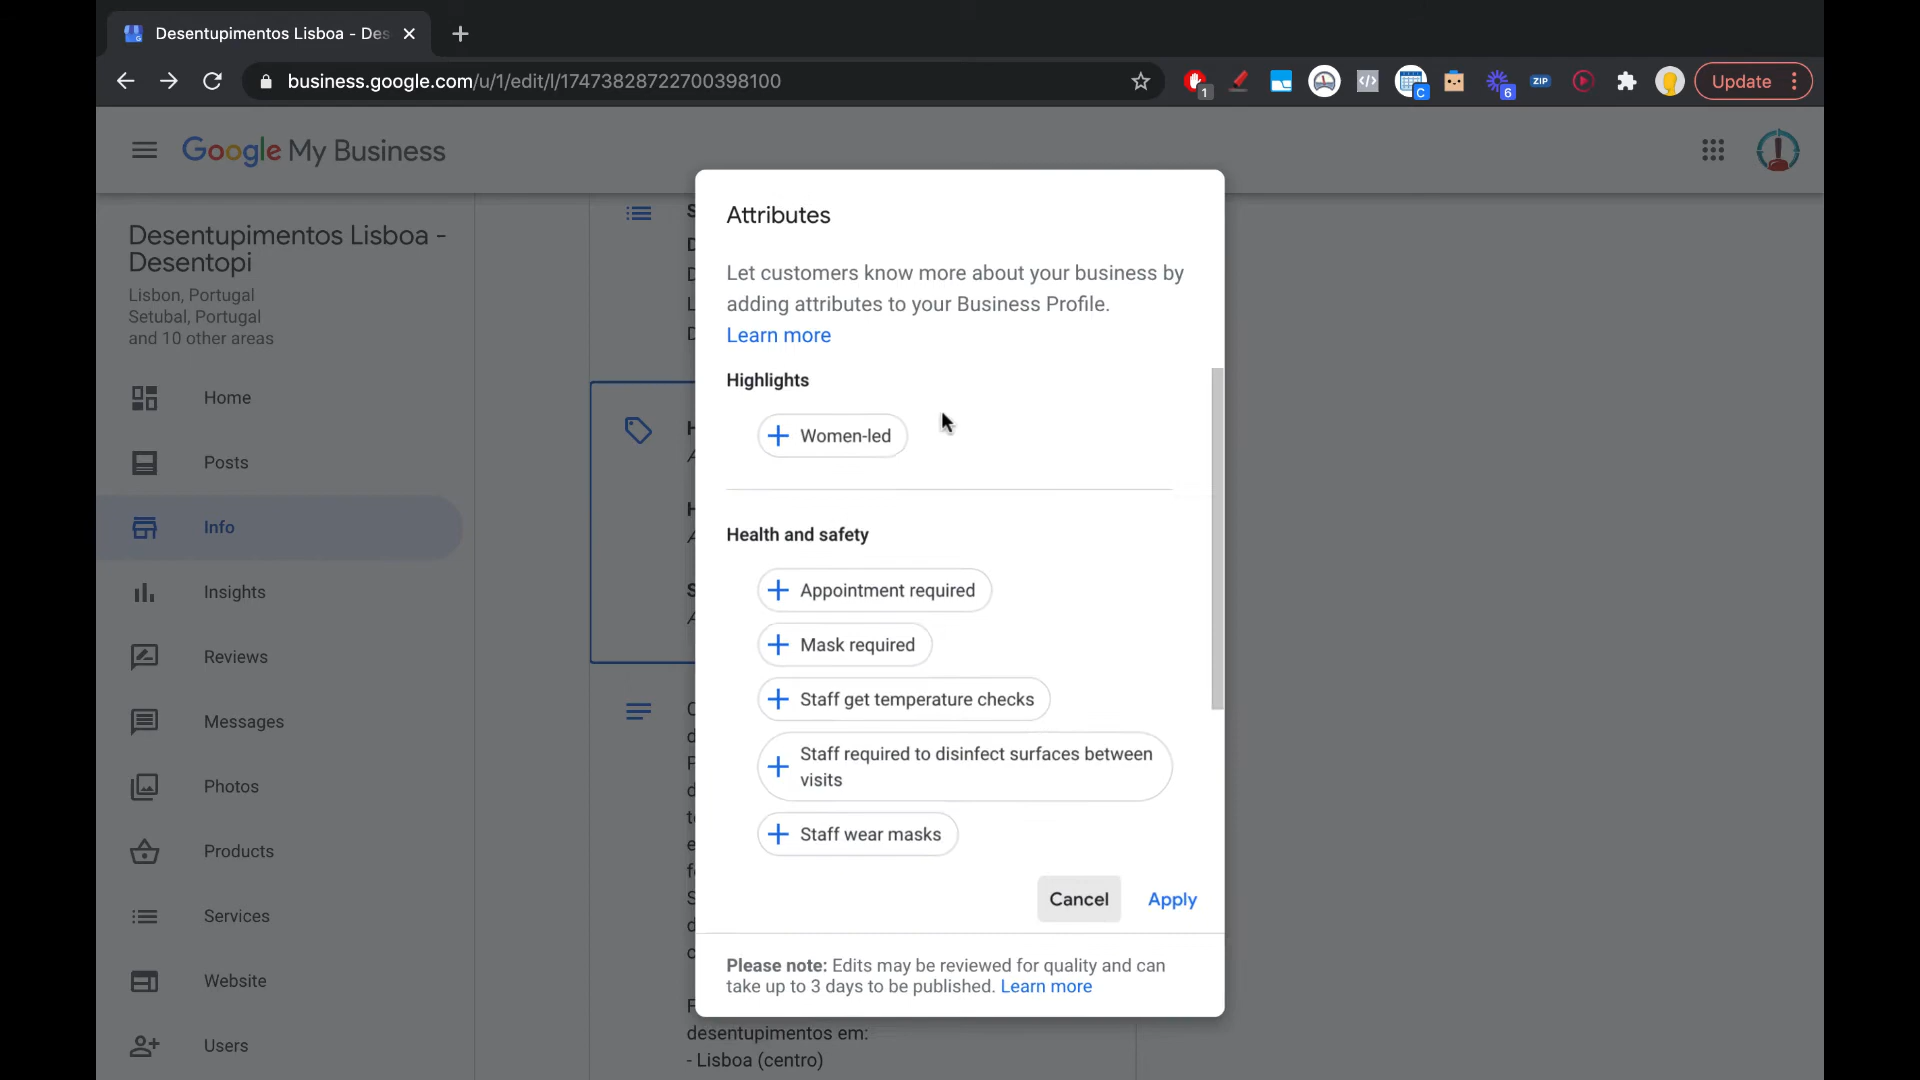 Desentupimentos Lisboa - Des
business.google.com/u/1/edit/l/17473828722700398100
1
C
6
ZIP
Update
Google My Business
Desentupimentos Lisboa -
Desentopi
Lisbon, Portugal
Setubal, Portugal
and 10 other areas
Home
Posts
Info
Insights
Reviews
Messages
Photos
Products
Services
Website
Users
Attributes
Let customers know more about your business by
adding attributes to your Business Profile.
Learn more
Highlights
Women-led
Health and safety
Appointment required
Mask required
Staff get temperature checks
Staff required to disinfect surfaces between
visits
Staff wear masks
Cancel
Apply
Please note: Edits may be reviewed for quality and can
take up to 3 days to be published. Learn more
desentupimentos em:
- Lisboa (centro)